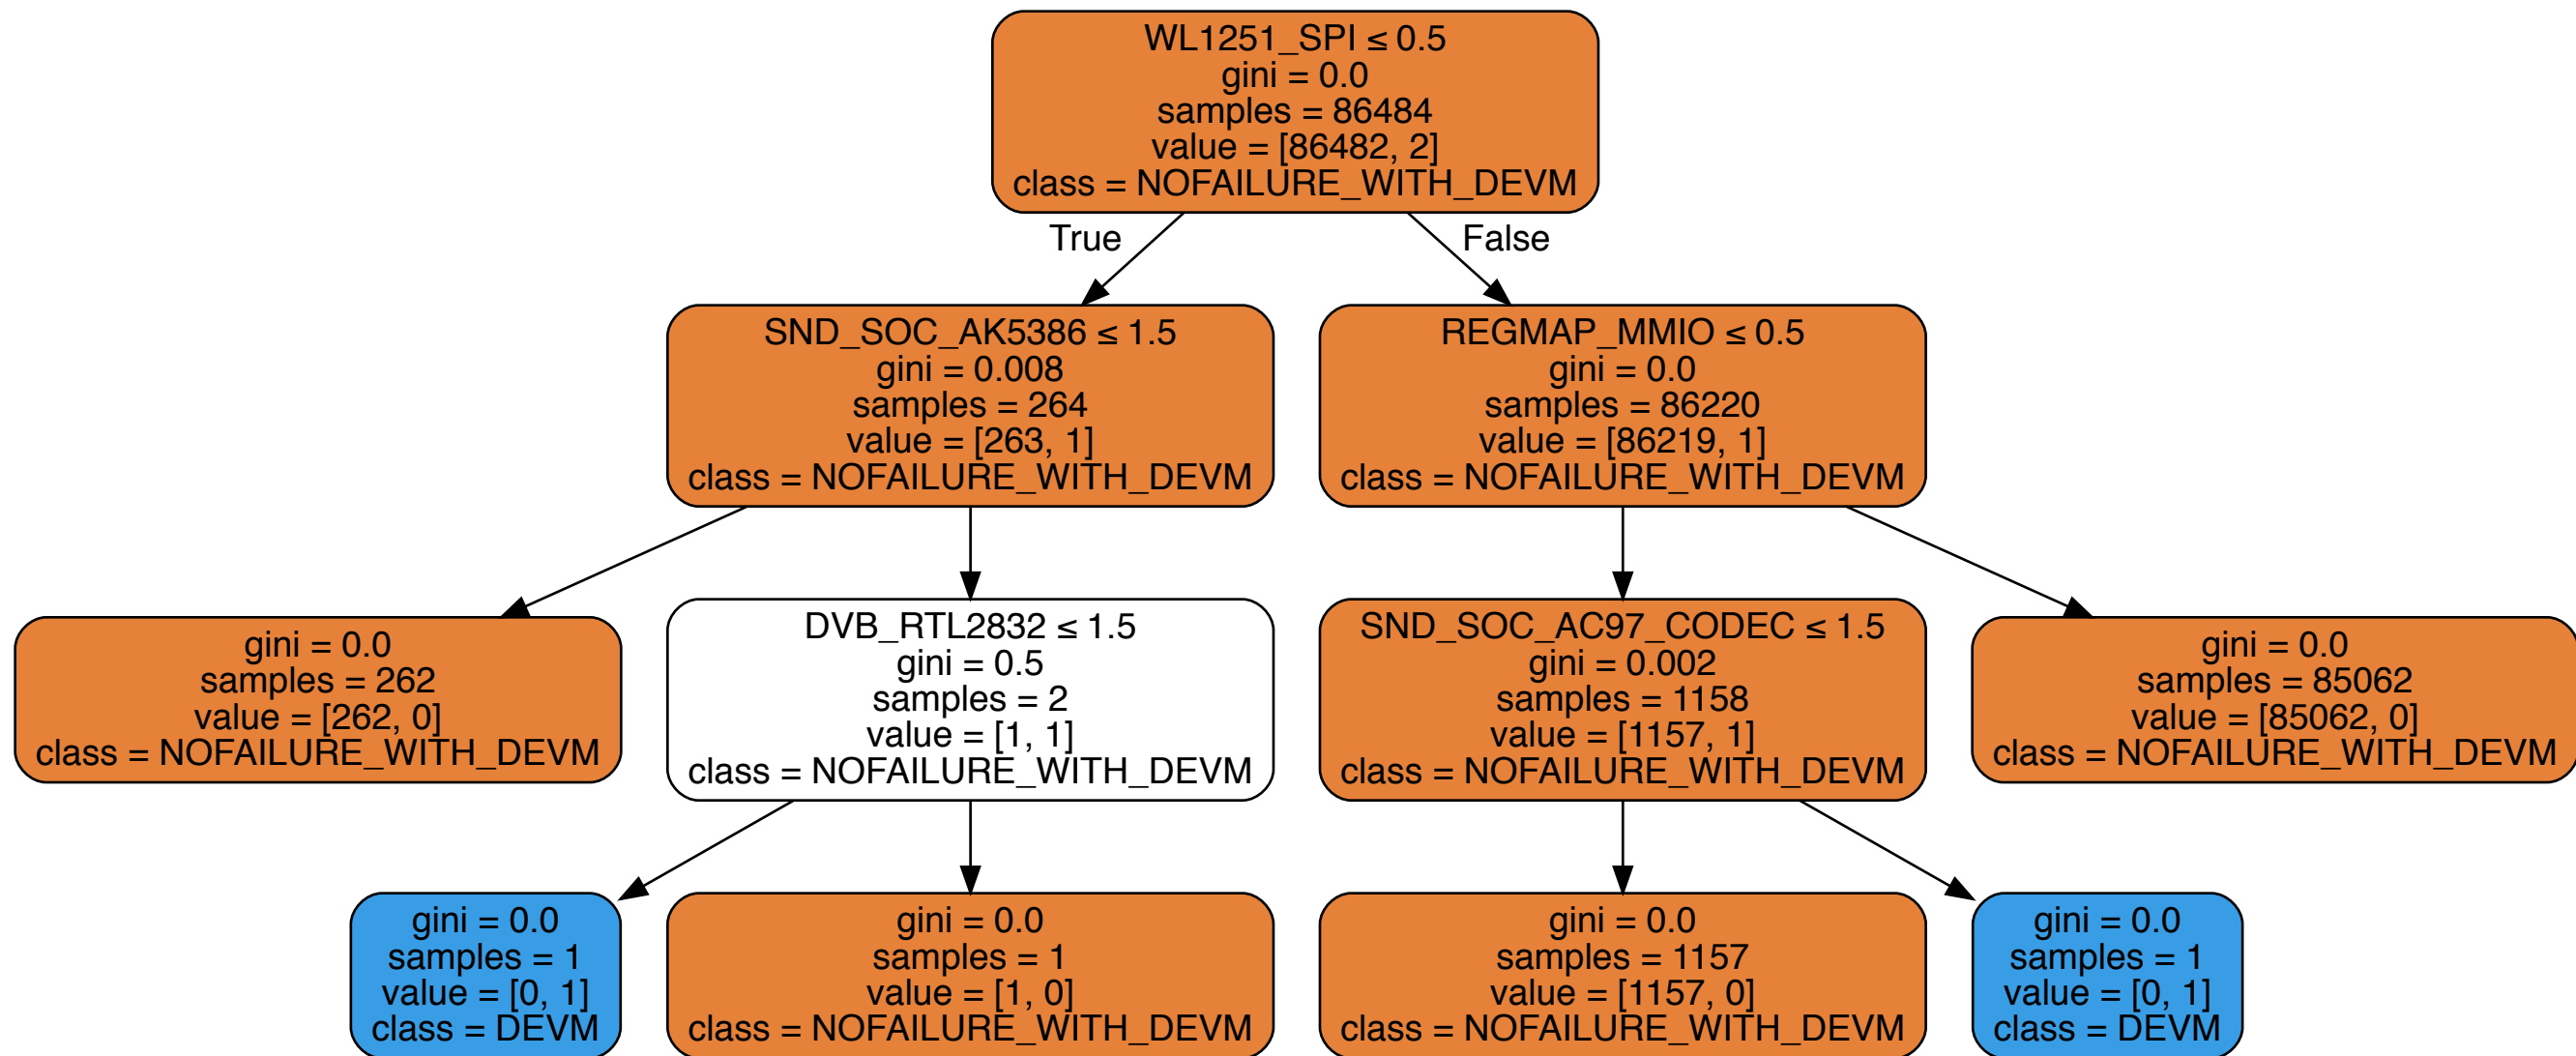 WL1251_SPI ≤ 0.5
gini = 0.0
samples = 86484
value = [86482, 2]
class = NOFAILURE_WITH_DEVM
True
False
SND_SOC_AK5386 ≤ 1.5
gini = 0.008
samples = 264
value = [263, 1]
class = NOFAILURE_WITH_DEVM
REGMAP_MMIO ≤ 0.5
gini = 0.0
samples = 86220
value = [86219, 1]
class = NOFAILURE_WITH_DEVM
gini = 0.0
samples = 262
value = [262, 0]
class = NOFAILURE_WITH_DEVM
DVB_RTL2832 ≤ 1.5
gini = 0.5
samples = 2
value = [1, 1]
class = NOFAILURE_WITH_DEVM
SND_SOC_AC97_CODEC ≤ 1.5
gini = 0.002
samples = 1158
value = [1157, 1]
class = NOFAILURE_WITH_DEVM
gini = 0.0
samples = 85062
value = [85062, 0]
class = NOFAILURE_WITH_DEVM
gini = 0.0
samples = 1
value = [0, 1]
class = DEVM
gini = 0.0
samples = 1
value = [1, 0]
class = NOFAILURE_WITH_DEVM
gini = 0.0
samples = 1157
value = [1157, 0]
class = NOFAILURE_WITH_DEVM
gini = 0.0
samples = 1
value = [0, 1]
class = DEVM